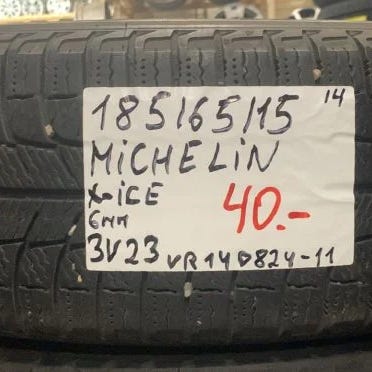 185/65/15 14
MiCHELiN
X-iCE
6mm 40.-
3V23 VR140824-11